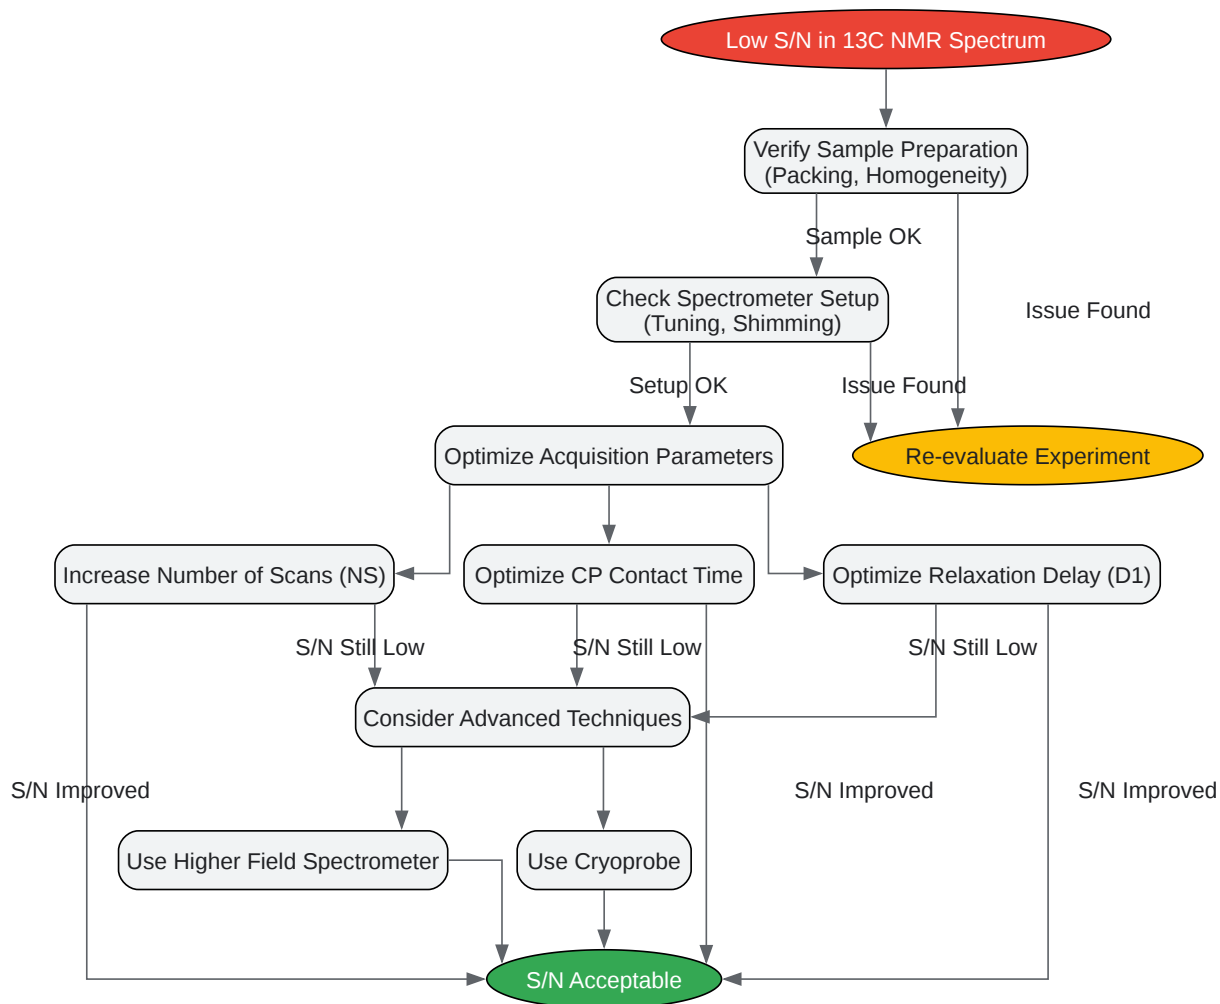 Low S/N in 13C NMR Spectrum
Verify Sample Preparation
(Packing, Homogeneity)
Sample OK
Check Spectrometer Setup
(Tuning, Shimming)
Issue Found
Setup OK
Issue Found
Optimize Acquisition Parameters
Re-evaluate Experiment
Increase Number of Scans (NS)
Optimize CP Contact Time
Optimize Relaxation Delay (D1)
S/N Still Low
S/N Still Low
S/N Still Low
Consider Advanced Techniques
S/N Improved
S/N Improved
S/N Improved
Use Higher Field Spectrometer
Use Cryoprobe
S/N Acceptable